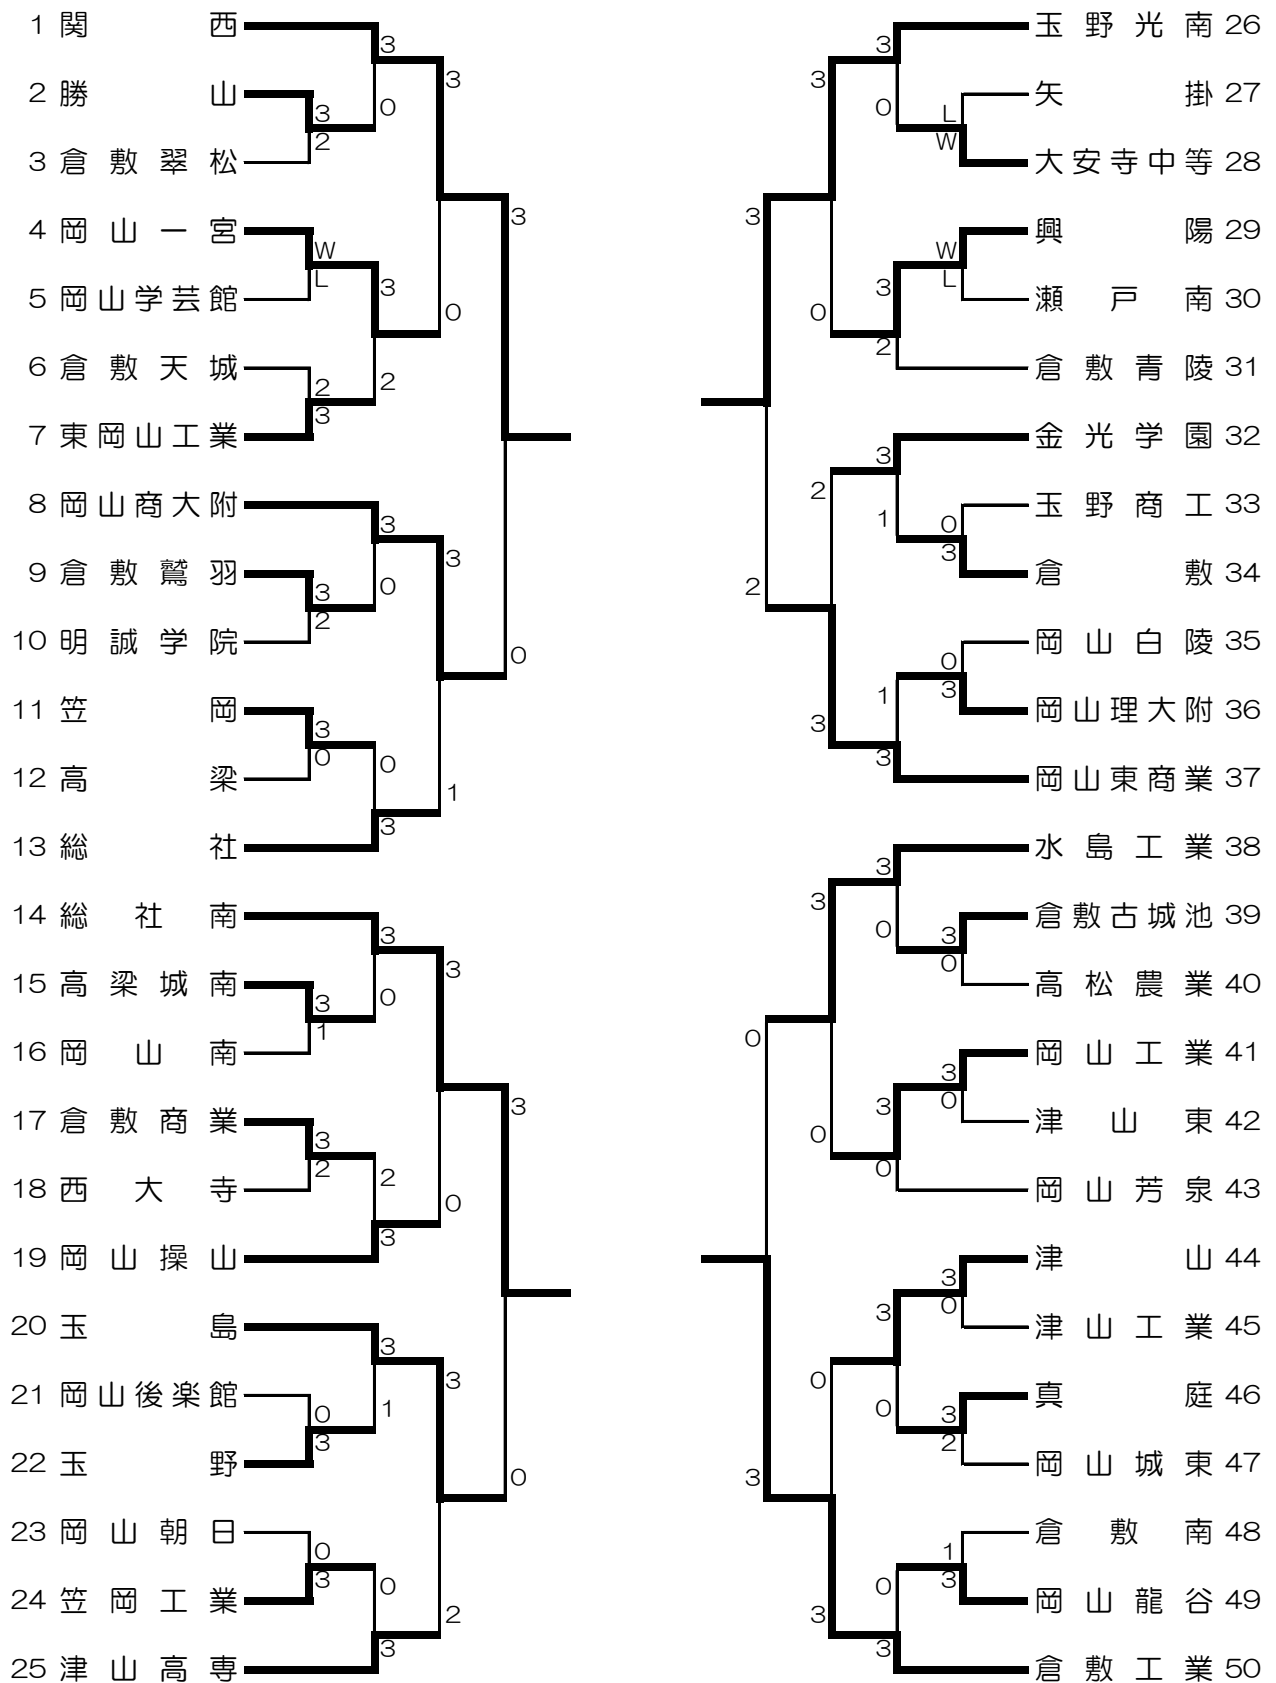 1 関西
2 勝山
3 倉敷翠松
4 岡山一宮
5 岡山学芸館
6 倉敷天城
7 東岡山工業
8 岡山商大附
9 倉敷鷲羽
10 明誠学院
11 笠岡
12 高梁
13 総社
14 総社南
15 高梁城南
16 岡山南
17 倉敷商業
18 西大寺
19 岡山操山
20 玉島
21 岡山後楽館
22 玉野
23 岡山朝日
24 笠岡工業
25 津山高専
3
2
W
L
2
3
3
2
3
0
3
1
3
2
0
3
0
3
3
0
3
2
3
0
0
3
3
0
2
3
3
1
0
3
3
0
3
1
3
0
3
2
3
0
3
0
3
0
3
2
0
3
3
0
2
3
3
0
0
3
3
0
3
2
3
1
1
3
3
0
3
0
3
0
0
3
L
W
W
L
0
3
0
3
3
0
3
0
3
0
3
2
1
3
玉野光南 26
矢掛 27
大安寺中等 28
興陽 29
瀬戸南 30
倉敷青陵 31
金光学園 32
玉野商工 33
倉敷 34
岡山白陵 35
岡山理大附 36
岡山東商業 37
水島工業 38
倉敷古城池 39
高松農業 40
岡山工業 41
津山東 42
岡山芳泉 43
津山 44
津山工業 45
真庭 46
岡山城東 47
倉敷南 48
岡山龍谷 49
倉敷工業 50